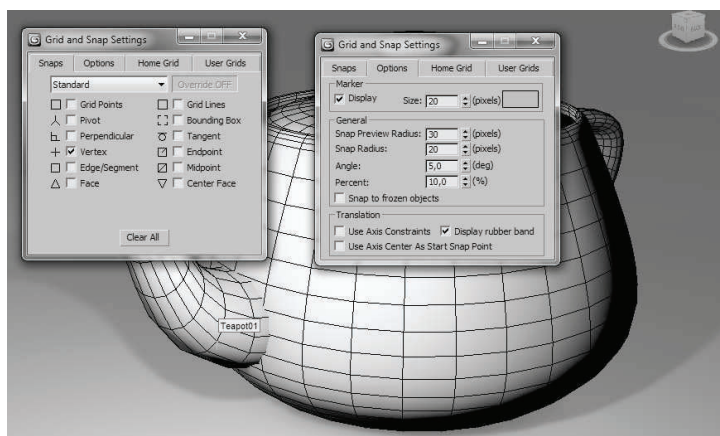 Grid and Snap Settings
Snaps Options Home Grid User Grids
Standard Override OFF
Grid Points Grid Lines
Pivot Bounding Box
Perpendicular Tangent
Vertex Endpoint
Edge/Segment Midpoint
Face Center Face
Clear All
Grid and Snap Settings
Snaps Options Home Grid User Grids
Marker
Display Size: 20 (pixels)
General
Snap Preview Radius: 30 (pixels)
Snap Radius: 20 (pixels)
Angle: 5,0 (deg)
Percent: 10,0 (%)
Snap to frozen objects
Translation
Use Axis Constraints Display rubber band
Use Axis Center As Start Snap Point
Teapot01